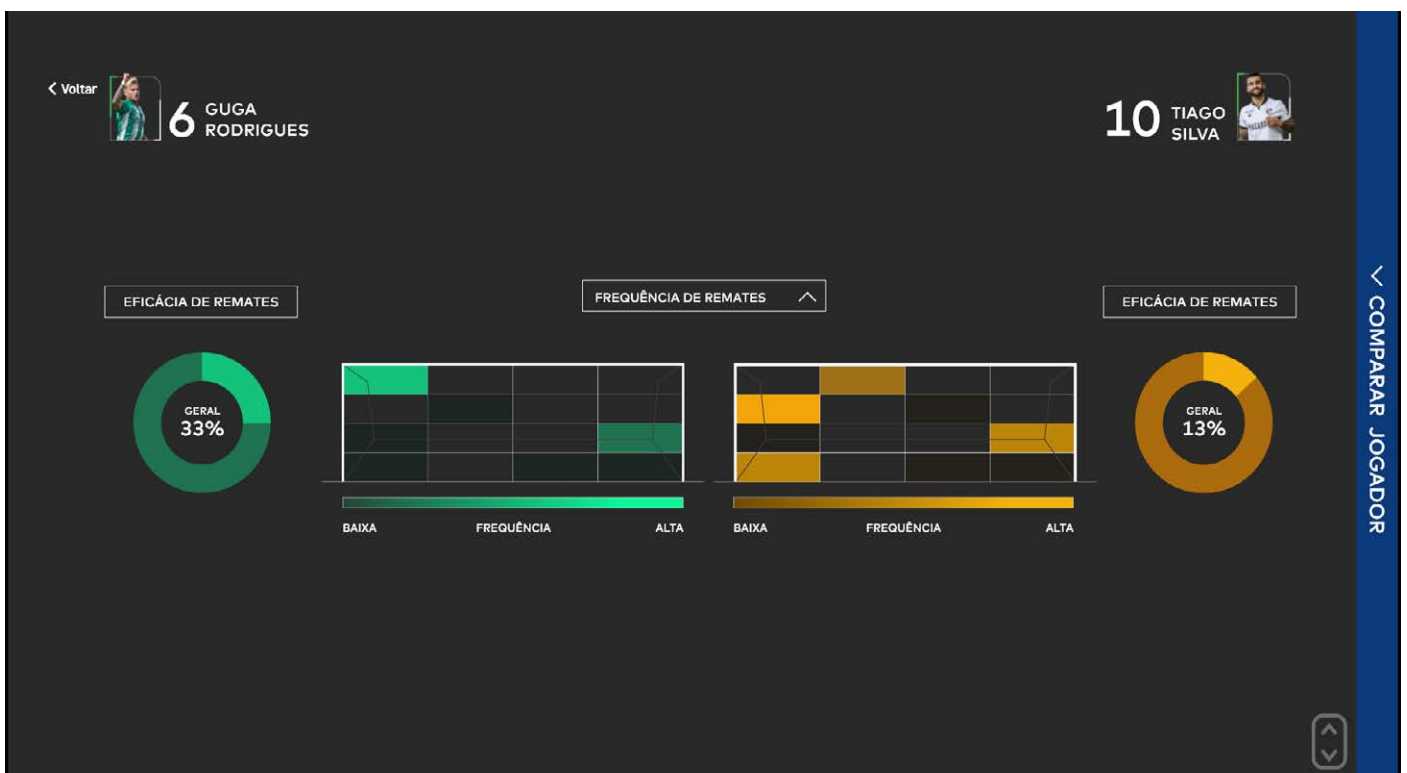 Voltar
6 GUGA
RODRIGUES
10 TIAGO
SILVA
EFICÁCIA DE REMATES
FREQUÊNCIA DE REMATES
EFICÁCIA DE REMATES
GERAL
33%
GERAL
13%
BAIXA FREQUÊNCIA ALTA
BAIXA FREQUÊNCIA ALTA
COMPARAR JOGADOR